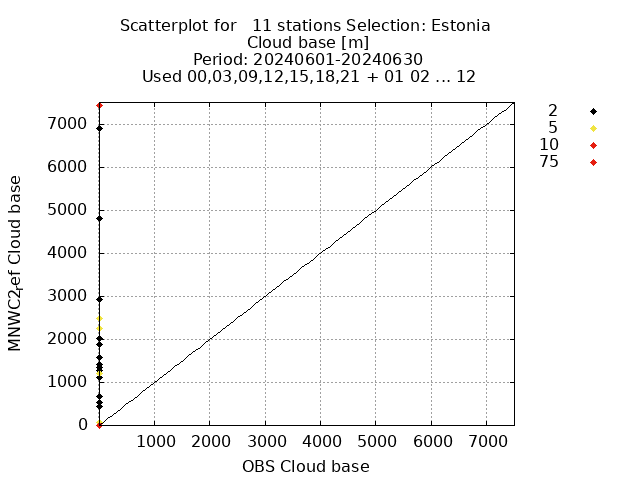 Scatterplot for   11 stations Selection: Estonia
Cloud base [m]
Period: 20240601-20240630
Used 00,03,09,12,15,18,21 + 01 02 ... 12
2
5
10
75
7000
6000
5000
4000
3000
2000
1000
0
MNWC2ref Cloud base
1000 2000 3000 4000 5000 6000 7000
OBS Cloud base